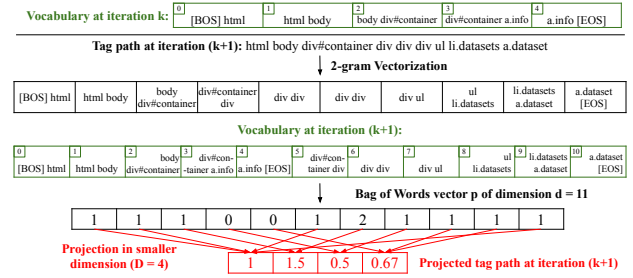 Vocabulary at iteration k:
0 [BOS] html
1 html body
2 body div#container
3 div#container a.info
4 a.info [EOS]
Tag path at iteration (k+1): html body div#container div div div ul li.datasets a.dataset
2-gram Vectorization
[BOS] html
html body
body div#container
div#container div
div div
div div
div ul
ul li.datasets
li.datasets a.dataset
a.dataset [EOS]
Vocabulary at iteration (k+1):
0 [BOS] html
1 html body
2 body div#container
3 div#con-tainer a.info
4 a.info [EOS]
5 div#con-tainer div
6 div div
7 div ul
8 ul li.datasets
9 li.datasets a.dataset
10 a.dataset [EOS]
Bag of Words vector p of dimension d = 11
1 1 1 0 0 1 2 1 1 1 1
Projection in smaller dimension (D = 4)
1 1.5 0.5 0.67
Projected tag path at iteration (k+1)